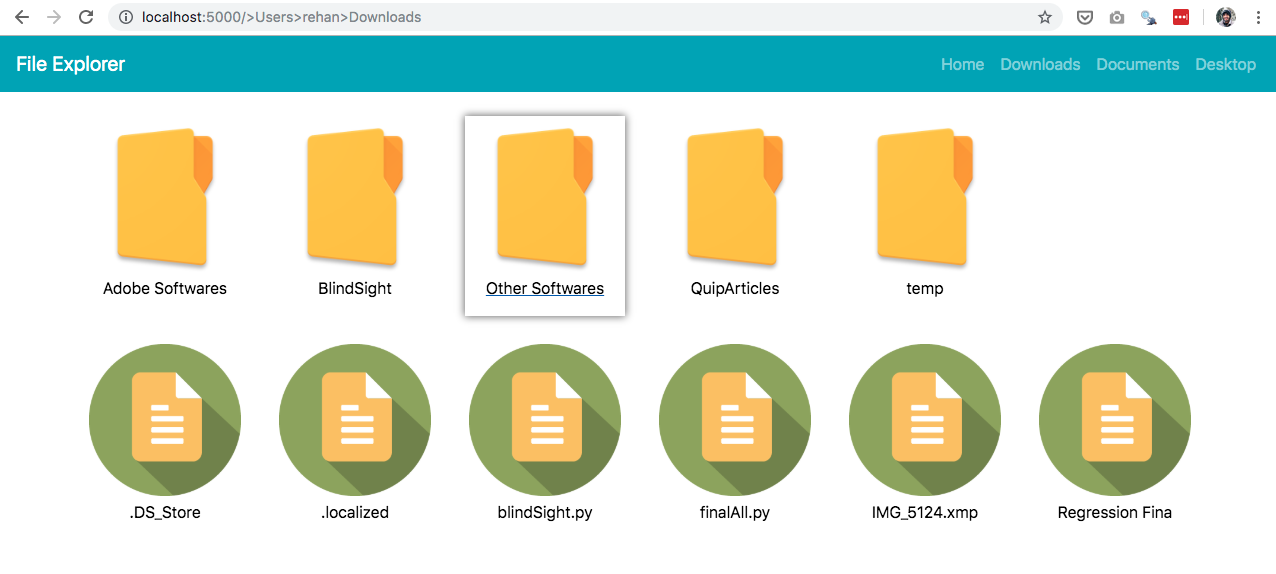 localhost:5000/>Users>rehan>Downloads
File Explorer Home Downloads Documents Desktop
Adobe Softwares BlindSight Other Softwares QuipArticles temp
.DS_Store .localized blindSight.py finalAll.py IMG_5124.xmp Regression Fina